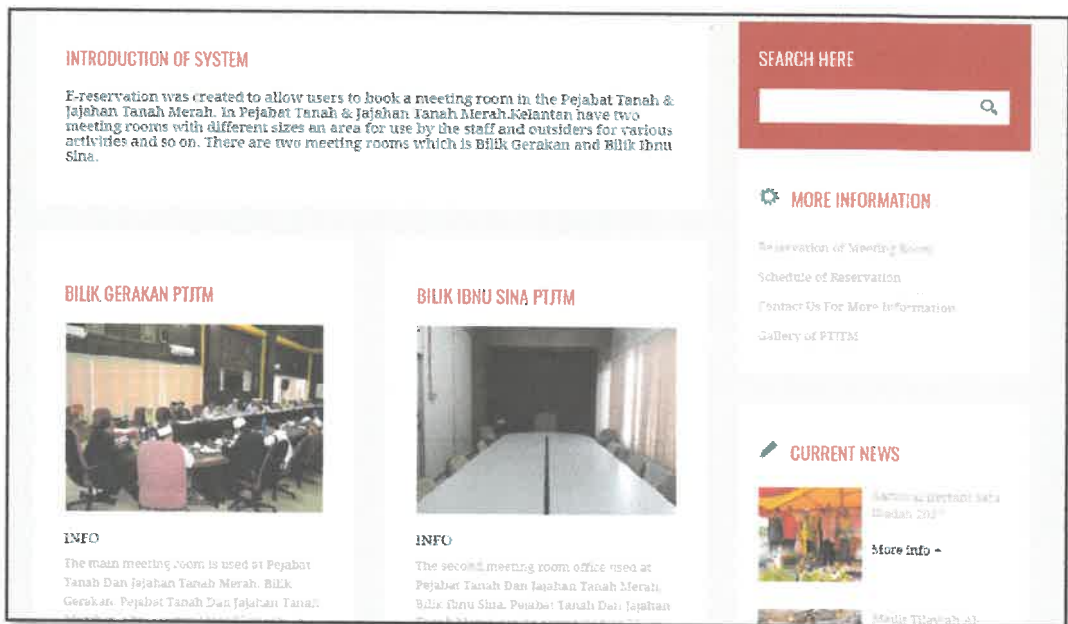 INTRODUCTION OF SYSTEM
E-reservation was created to allow users to book a meeting room in the Pejabat Tanah &
Jajahan Tanah Merah. In Pejabat Tanah & Jajahan Tanah Merah.Kelantan have two
meeting rooms with different sizes an area for use by the staff and outsiders for various
activities and so on. There are two meeting rooms which is Bilik Gerakan and Bilik Ibnu
Sina.
BILIK GERAKAN PTJTM
INFO
The main meeting room is used at Pejabat
Tanah Dan Jajahan Tanah Merah. Bilik
Gerakan, Pejabat Tanah Dan Jajahan Tanah
BILIK IBNU SINA PTJTM
INFO
The second meeting room office used at
Pejabat Tanah Dan Jajahan Tanah Merah.
Bilik Ibnu Sina, Pejabat Tanah Dan Jajahan
SEARCH HERE
MORE INFORMATION
Reservation of Meeting Room
Schedule of Reservation
Contact Us For More Information
Gallery of PTJTM
CURRENT NEWS
More info
Majlis Tilawah Al-